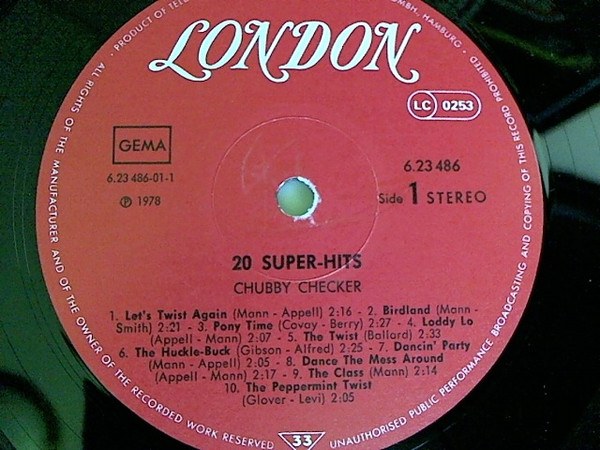 LONDON
LC 0253
GEMA
6.23 486-01-1
Ⓟ 1978
6.23 486
Side 1 STEREO
20 SUPER-HITS
CHUBBY CHECKER
1. Let's Twist Again (Mann - Appell) 2:16 - 2. Birdland (Mann -
Smith) 2:21 - 3. Pony Time (Covay - Berry) 2:27 - 4. Loddy Lo
(Appell - Mann) 2:07 - 5. The Twist (Ballard) 2:33
6. The Huckle-Buck (Gibson - Alfred) 2:25 - 7. Dancin' Party
(Mann - Appell) 2:05 - 8. Dance The Mess Around
(Appell - Mann) 2:17 - 9. The Class (Mann) 2:14
10. The Peppermint Twist
(Glover - Levi) 2:05
33
ALL RIGHTS OF THE MANUFACTURER AND OF THE OWNER OF THE RECORDED WORK RESERVED
UNAUTHORISED PUBLIC PERFORMANCE BROADCASTING AND COPYING OF THIS RECORD PROHIBITED
· PRODUCT OF
GMBH, HAMBURG ·